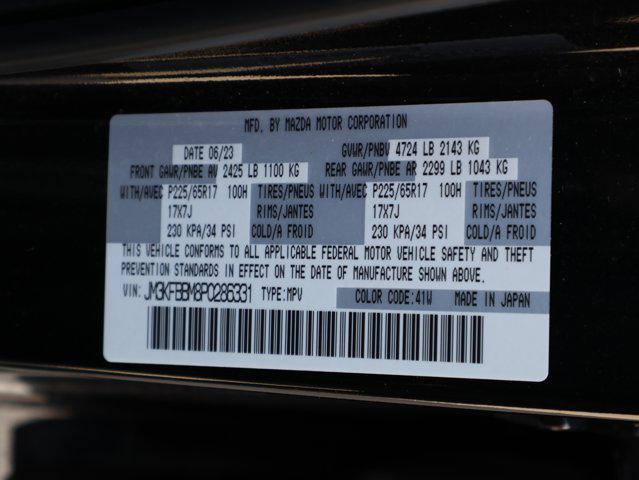 MFD. BY MAZDA MOTOR CORPORATION
DATE 06/23 GVWR/PNBV 4724 LB 2143 KG
FRONT GAWR/PNBE AV 2425 LB 1100 KG REAR GAWR/PNBE AR 2299 LB 1043 KG
WITH/AVEC P225/65R17 100H TIRES/PNEUS WITH/AVEC P225/65R17 100H TIRES/PNEUS
17X7J RIMS/JANTES 17X7J RIMS/JANTES
230 KPA/34 PSI COLD/A FROID 230 KPA/34 PSI COLD/A FROID
THIS VEHICLE CONFORMS TO ALL APPLICABLE FEDERAL MOTOR VEHICLE SAFETY AND THEFT
PREVENTION STANDARDS IN EFFECT ON THE DATE OF MANUFACTURE SHOWN ABOVE.
VIN: JM3KFBBM8P0286331 TYPE:MPV COLOR CODE:41W MADE IN JAPAN